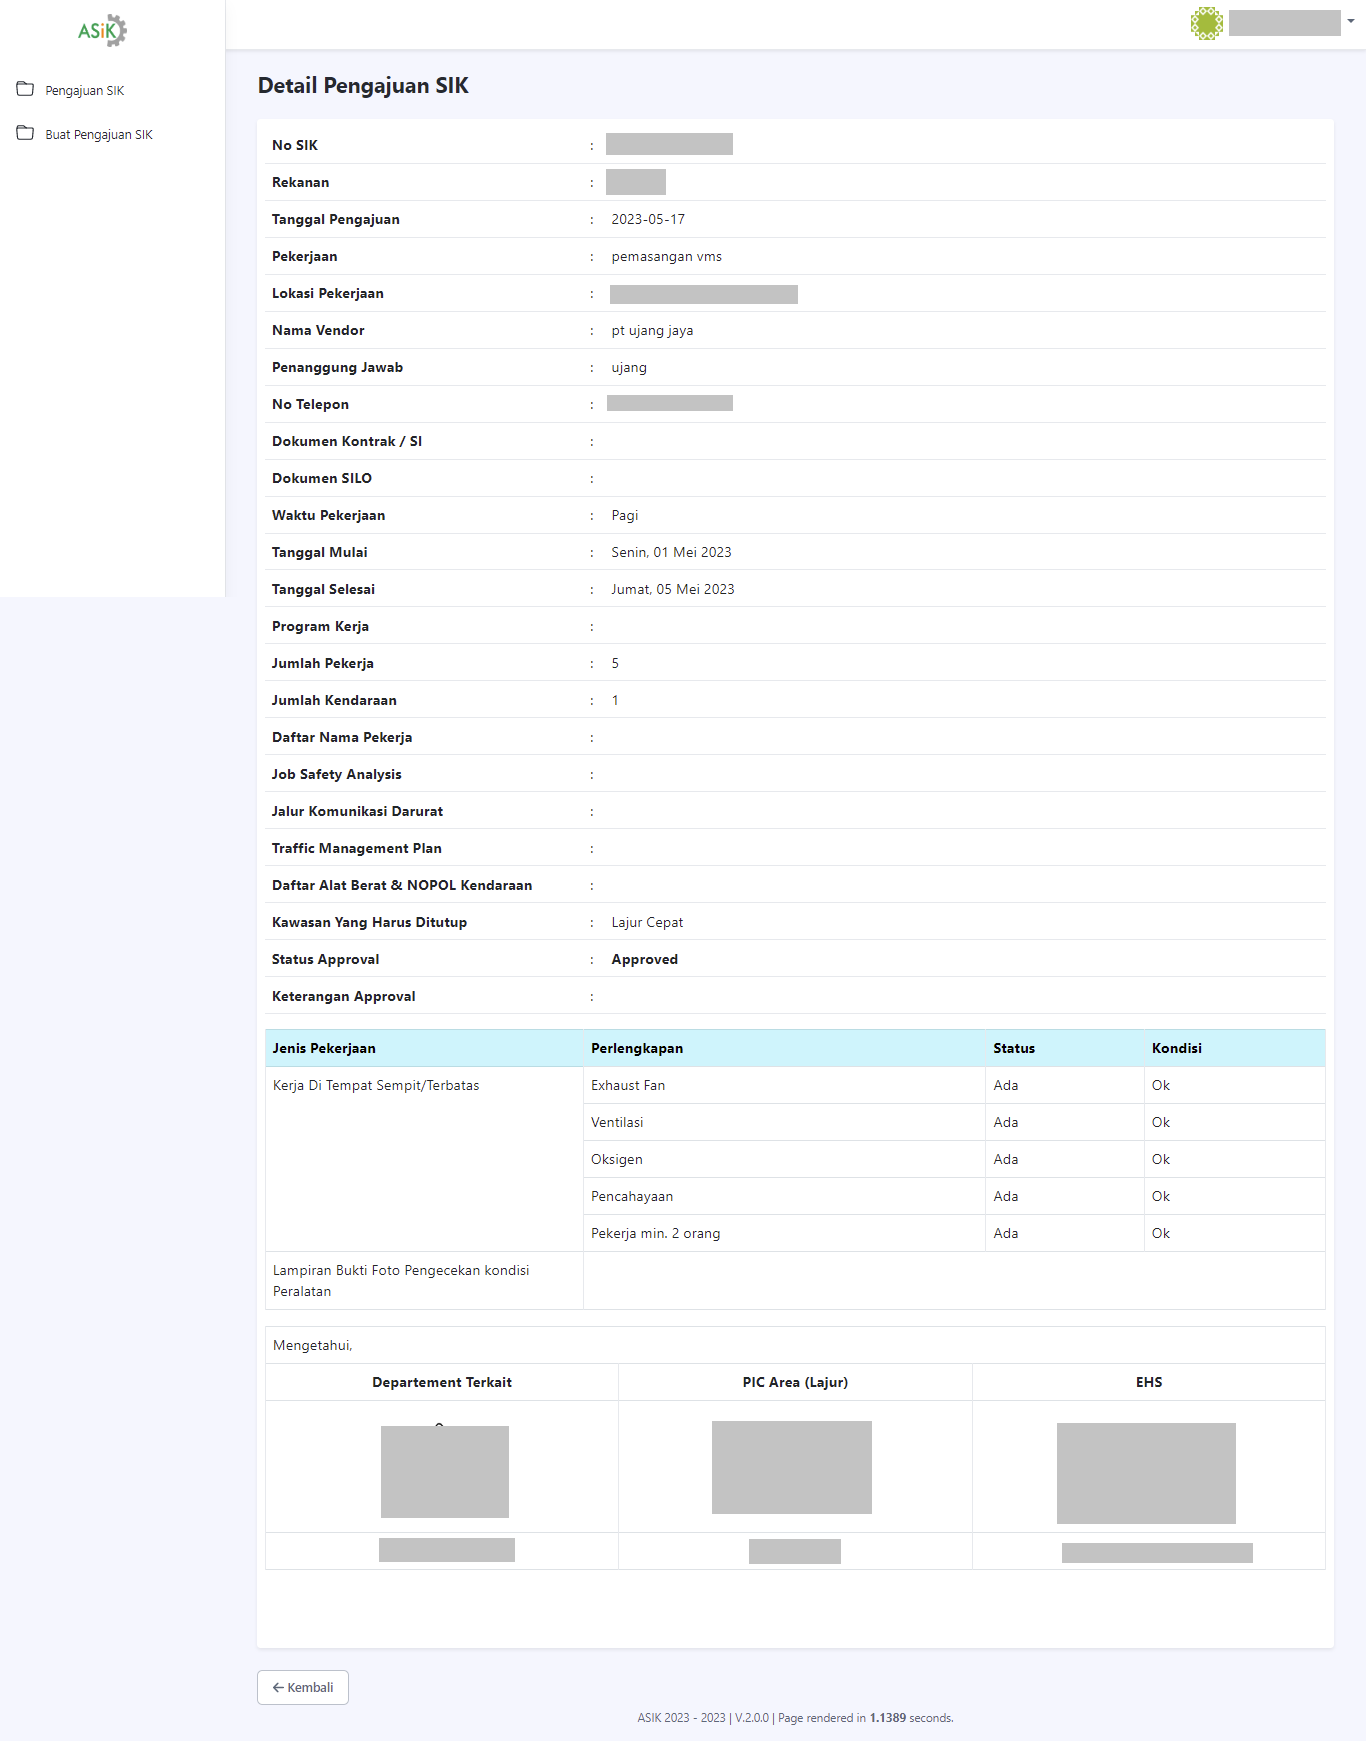 ASiK
Pengajuan SIK
Buat Pengajuan SIK
Detail Pengajuan SIK
No SIK :
Rekanan :
Tanggal Pengajuan : 2023-05-17
Pekerjaan : pemasangan vms
Lokasi Pekerjaan :
Nama Vendor : pt ujang jaya
Penanggung Jawab : ujang
No Telepon :
Dokumen Kontrak / SI :
Dokumen SILO :
Waktu Pekerjaan : Pagi
Tanggal Mulai : Senin, 01 Mei 2023
Tanggal Selesai : Jumat, 05 Mei 2023
Program Kerja :
Jumlah Pekerja : 5
Jumlah Kendaraan : 1
Daftar Nama Pekerja :
Job Safety Analysis :
Jalur Komunikasi Darurat :
Traffic Management Plan :
Daftar Alat Berat & NOPOL Kendaraan :
Kawasan Yang Harus Ditutup : Lajur Cepat
Status Approval : Approved
Keterangan Approval :
Jenis Pekerjaan Perlengkapan Status Kondisi
Kerja Di Tempat Sempit/Terbatas Exhaust Fan Ada Ok
Ventilasi Ada Ok
Oksigen Ada Ok
Pencahayaan Ada Ok
Pekerja min. 2 orang Ada Ok
Lampiran Bukti Foto Pengecekan kondisi
Peralatan
Mengetahui,
Departement Terkait PIC Area (Lajur) EHS
← Kembali
ASIK 2023 - 2023 | V.2.0.0 | Page rendered in 1.1389 seconds.